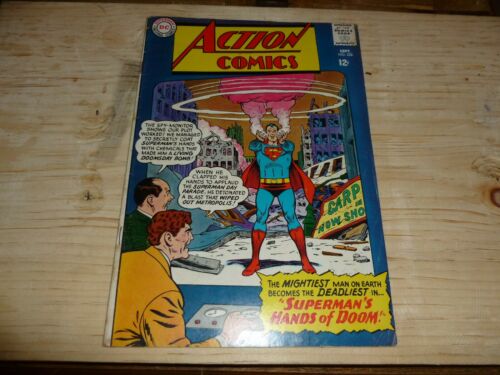 DC
ACTION
COMICS
SEPT.
12¢
THE SPY-MONITOR
SHOWS OUR PLOT
WORKED! WE MANAGED
TO SECRETLY COAT
SUPERMAN'S HANDS
WITH CHEMICALS THAT
MADE HIM A LIVING
DOOMSDAY BOMB!
WHEN HE
CLAPPED HIS
HANDS TO APPLAUD
THE SUPERMAN DAY
PARADE, HE DETONATED
A BLAST THAT WIPED
OUT METROPOLIS!
CARP
NOW SHO
THE MIGHTIEST MAN ON EARTH
BECOMES THE DEADLIEST IN...
"SUPERMAN'S
HANDS OF DOOM!"